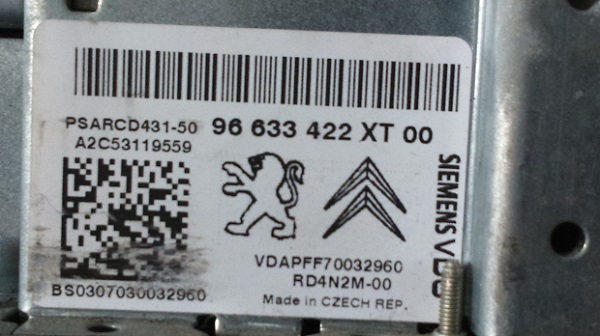 PSARCD431-50 96 633 422 XT 00
A2C53119559
SIEMENS VDO
VDAPFF70032960
RD4N2M-00
BS0307030032960
Made in CZECH REP.